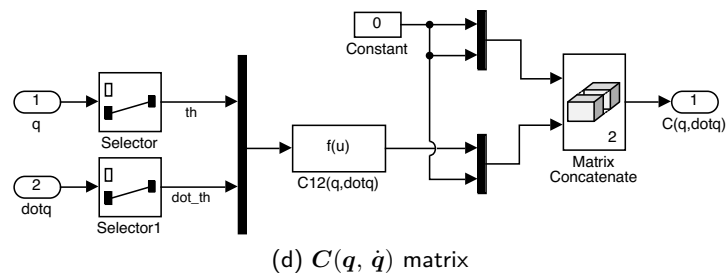 0
Constant
1
q
Selector
th
2
dotq
Selector1
dot_th
f(u)
C12(q,dotq)
2
Matrix
Concatenate
1
C(q,dotq)
(d) C(q, q̇) matrix